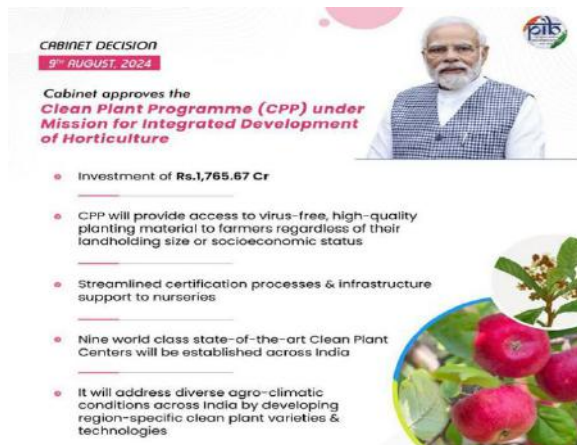 CABINET DECISION
9TH AUGUST, 2024
Cabinet approves the
Clean Plant Programme (CPP) under
Mission for Integrated Development
of Horticulture
Investment of Rs.1,765.67 Cr
CPP will provide access to virus-free, high-quality
planting material to farmers regardless of their
landholding size or socioeconomic status
Streamlined certification processes & infrastructure
support to nurseries
Nine world class state-of-the-art Clean Plant
Centers will be established across India
It will address diverse agro-climatic
conditions across India by developing
region-specific clean plant varieties &
technologies
pib